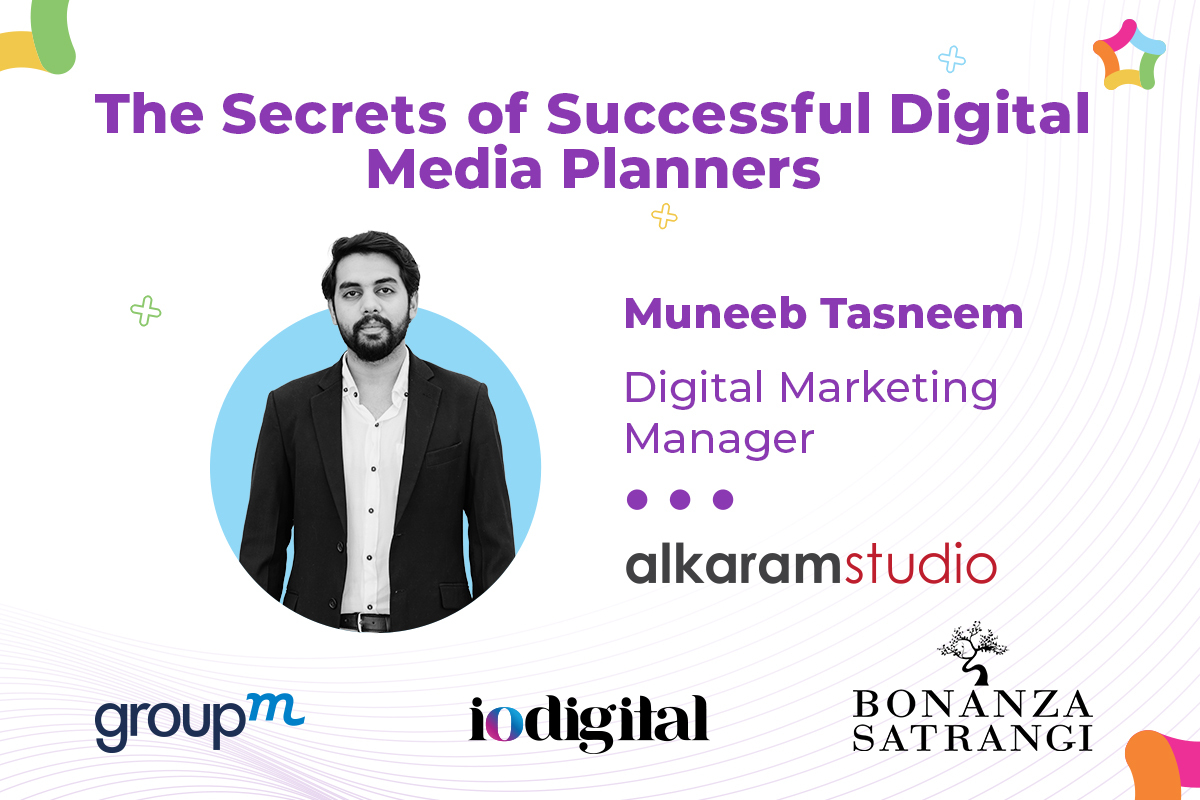 The Secrets of Successful Digital
Media Planners
Muneeb Tasneem
Digital Marketing
Manager
alkaramstudio
groupm
iodigital
BONANZA
SATRANGI